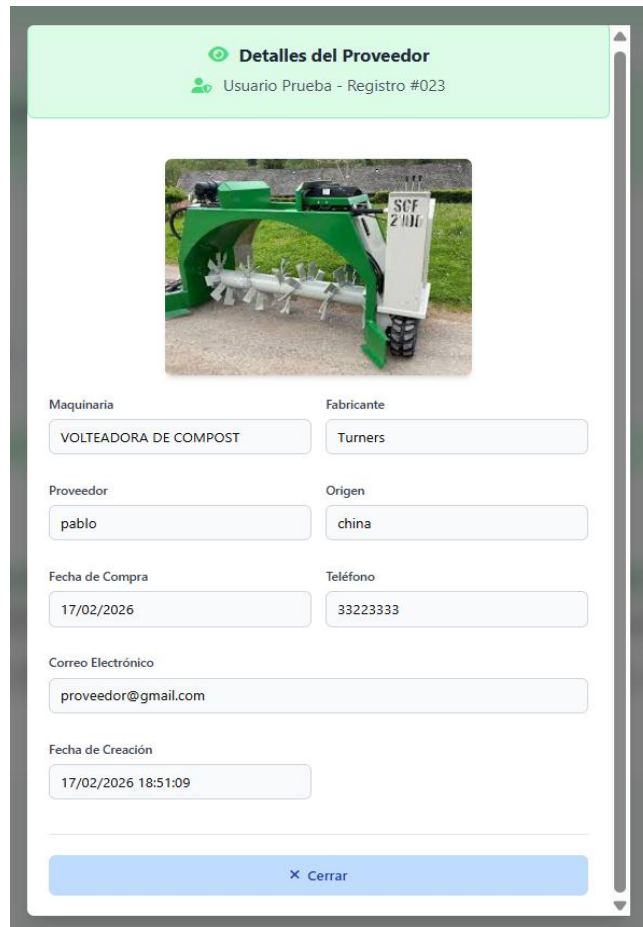 Detalles del Proveedor
Usuario Prueba - Registro #023
SCF
2100
Maquinaria
Fabricante
VOLTEADORA DE COMPOST
Turners
Proveedor
Origen
pablo
china
Fecha de Compra
Teléfono
17/02/2026
33223333
Correo Electrónico
proveedor@gmail.com
Fecha de Creación
17/02/2026 18:51:09
× Cerrar